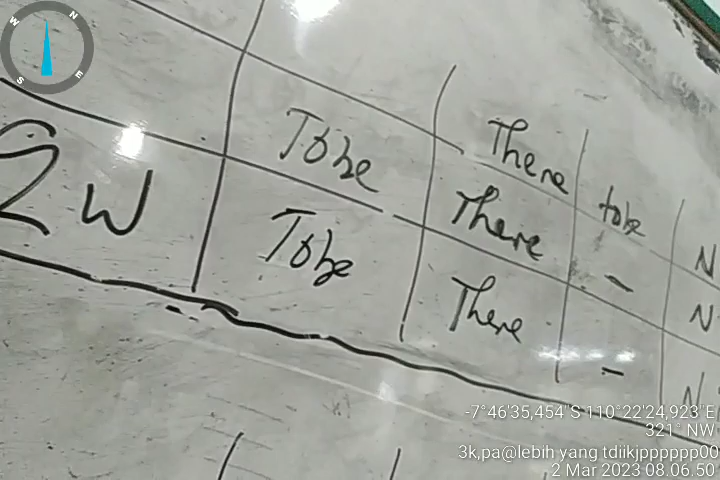 N
W
E
S
There tobe N
Tobe There - N
2W Tobe There - N
-7°46'35,454"S 110°22'24,923"E
321° NW
3k,pa@lebih yang tdiikjpppppp00
2 Mar 2023 08.06.50